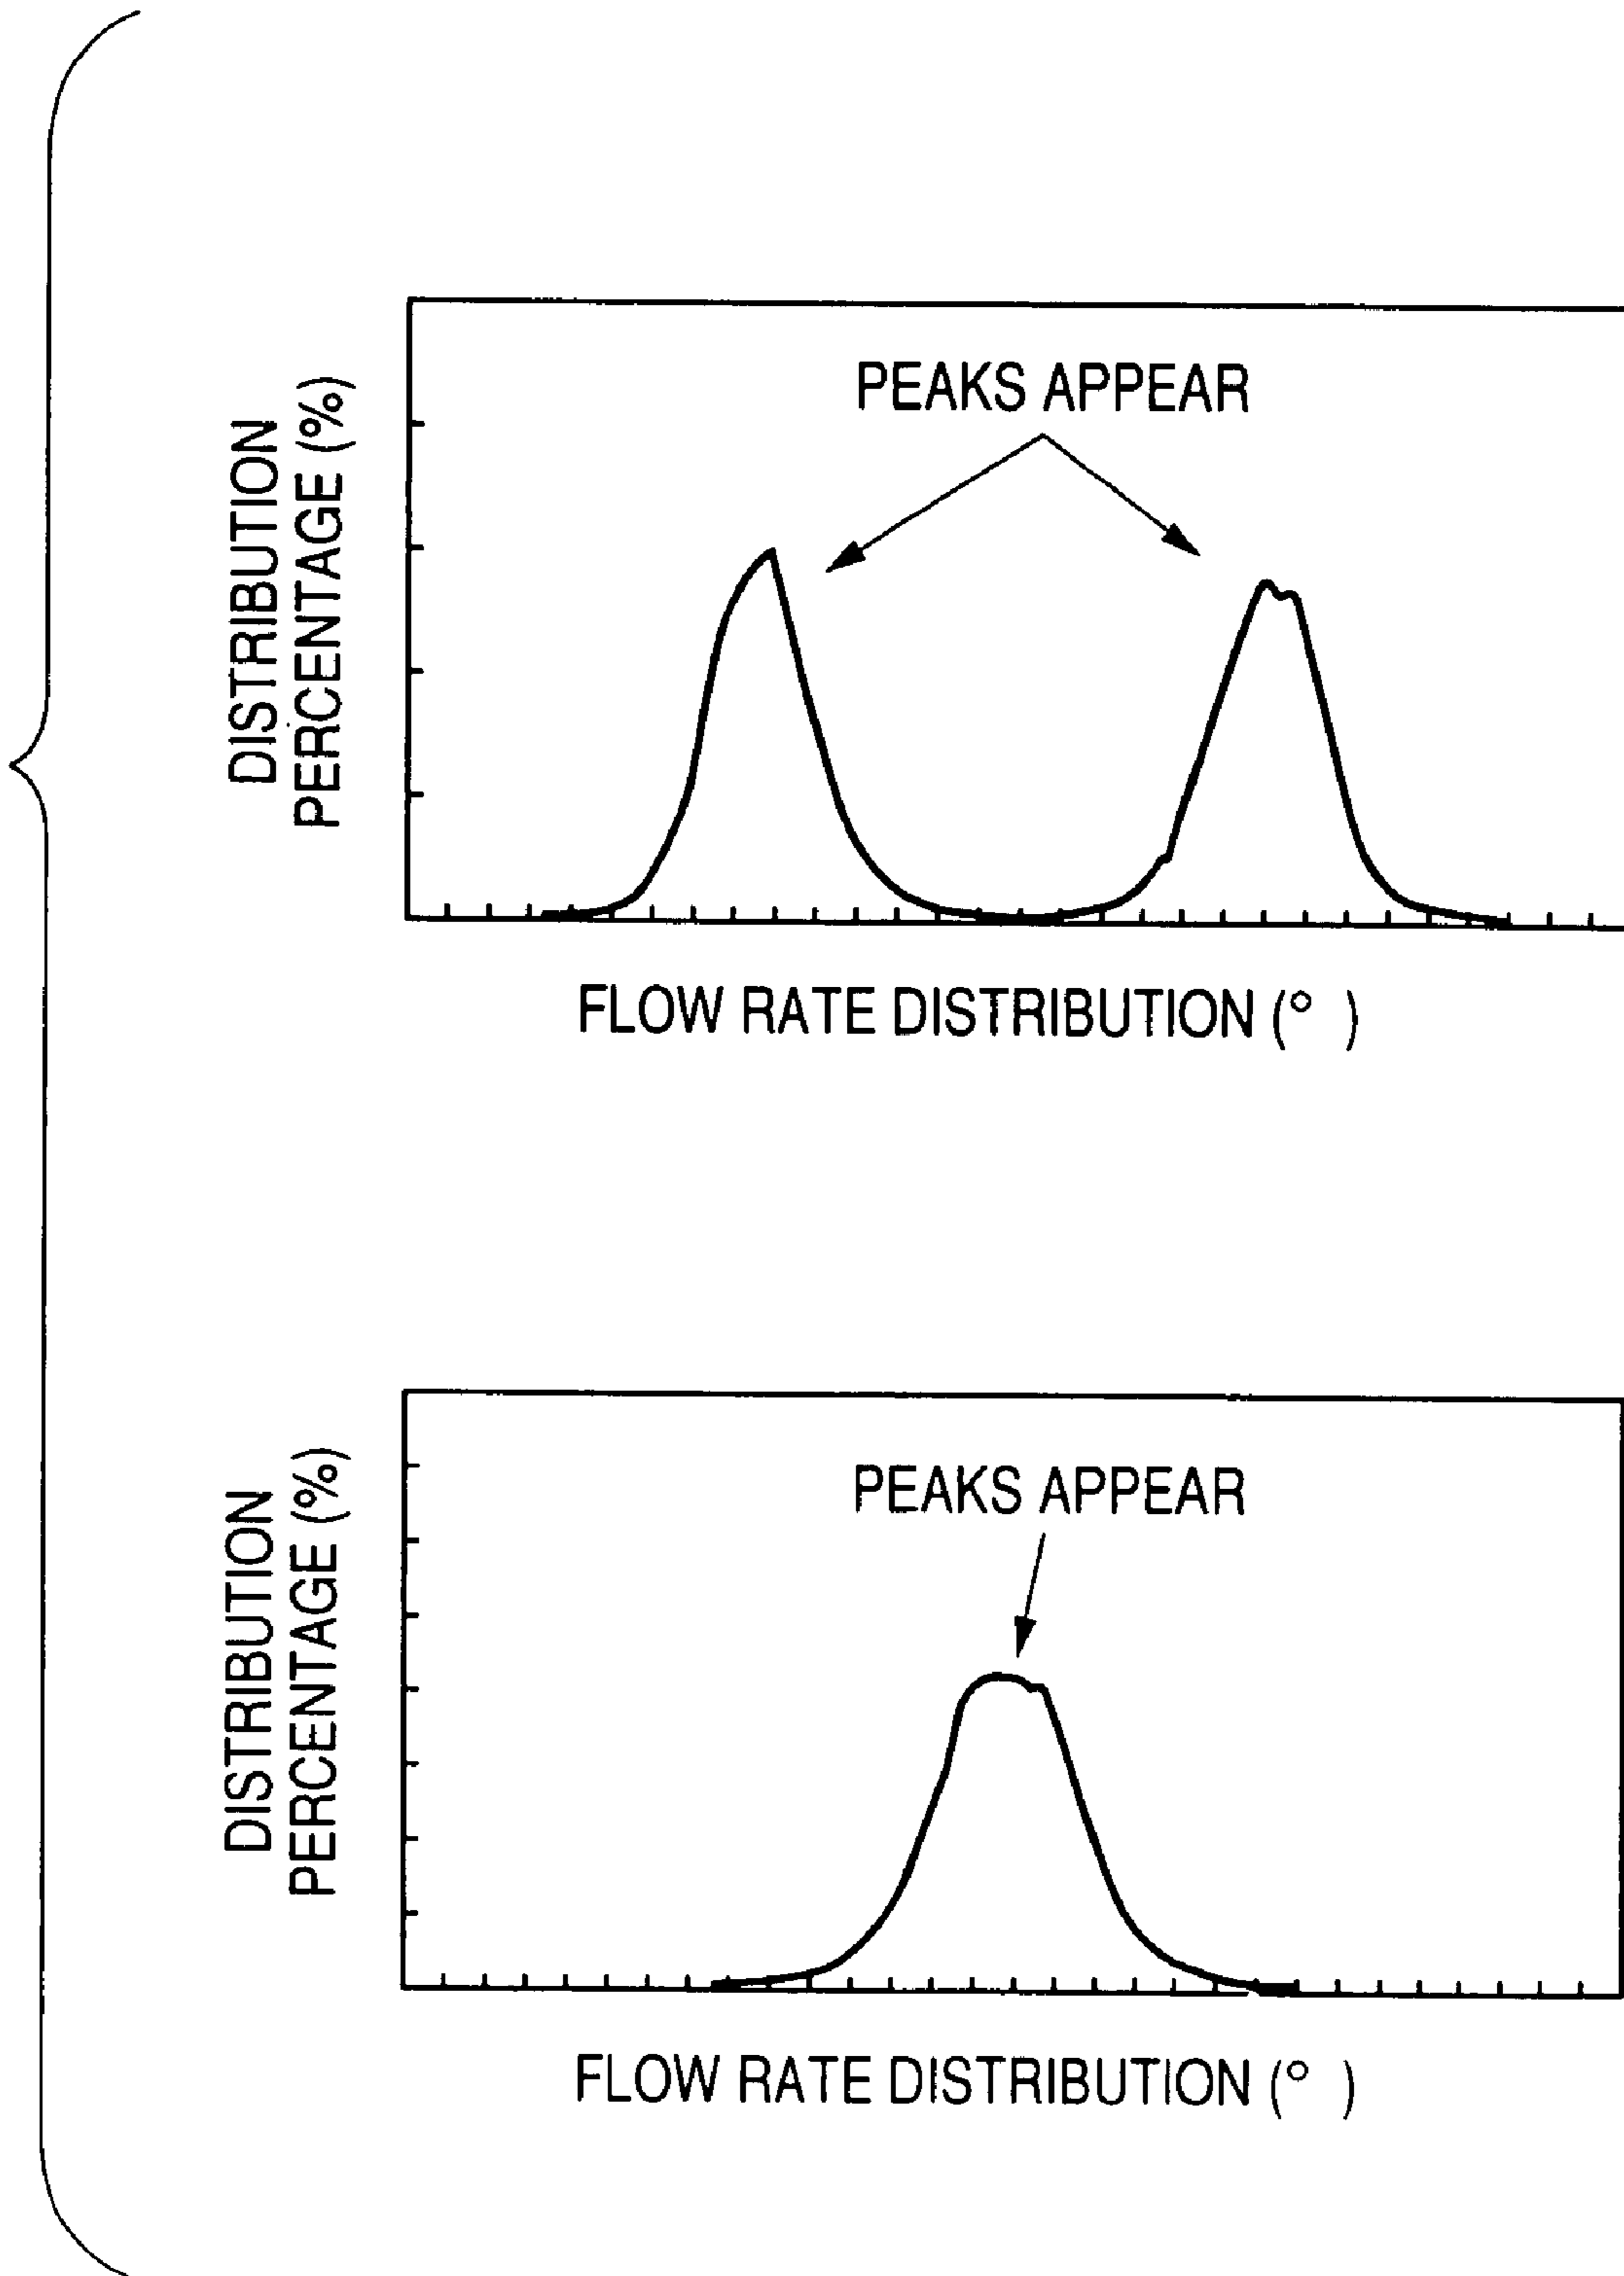 DISTRIBUTION
PERCENTAGE (%)
PEAKS APPEAR
FLOW RATE DISTRIBUTION (° )
DISTRIBUTION
PERCENTAGE (%)
PEAKS APPEAR
FLOW RATE DISTRIBUTION (° )